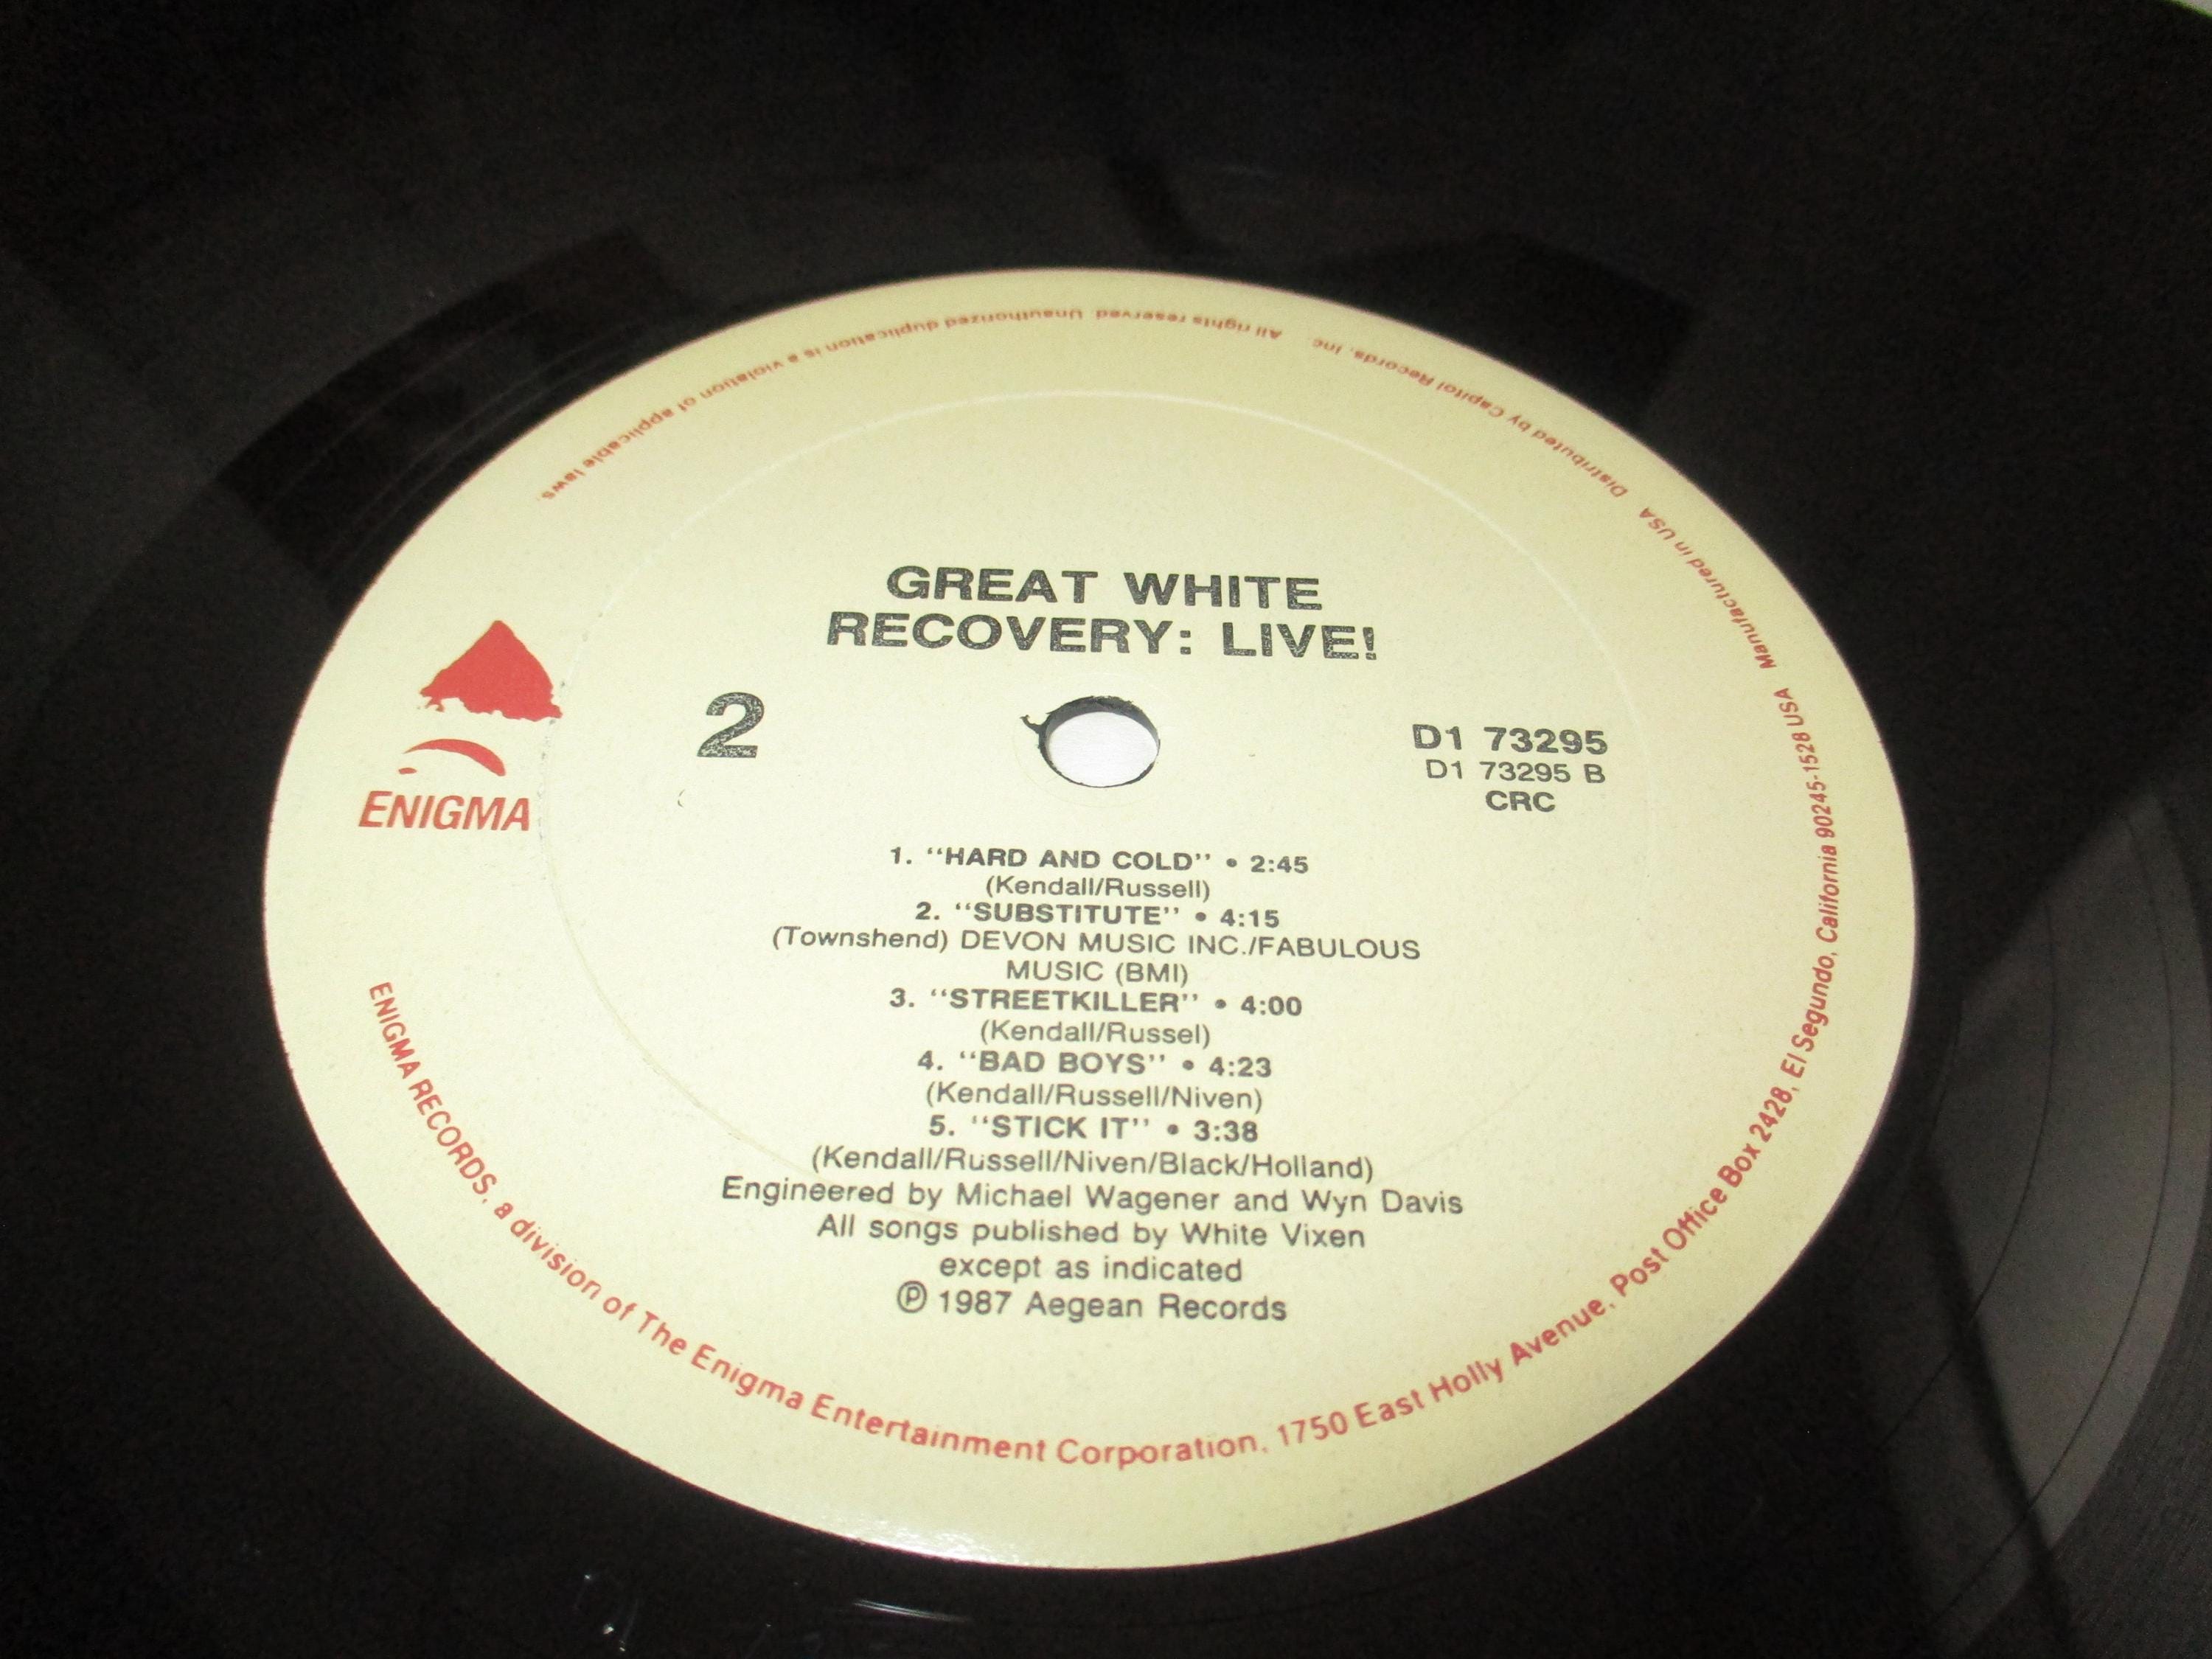 GREAT WHITE
RECOVERY: LIVE!
2
D1 73295
D1 73295 B
CRC
ENIGMA
1. “HARD AND COLD” • 2:45
(Kendall/Russell)
2. “SUBSTITUTE” • 4:15
(Townshend) DEVON MUSIC INC./FABULOUS
MUSIC (BMI)
3. “STREETKILLER” • 4:00
(Kendall/Russel)
4. “BAD BOYS” • 4:23
(Kendall/Russell/Niven)
5. “STICK IT” • 3:38
(Kendall/Russell/Niven/Black/Holland)
Engineered by Michael Wagener and Wyn Davis
All songs published by White Vixen
except as indicated
℗ 1987 Aegean Records
ENIGMA RECORDS, a division of The Enigma Entertainment Corporation, 1750 East Holly Avenue, Post Office Box 2428, El Segundo, California 90245-1528 USA Manufactured in USA Distributed by Capitol Records, Inc. All rights reserved Unauthorized duplication is a violation of applicable laws.